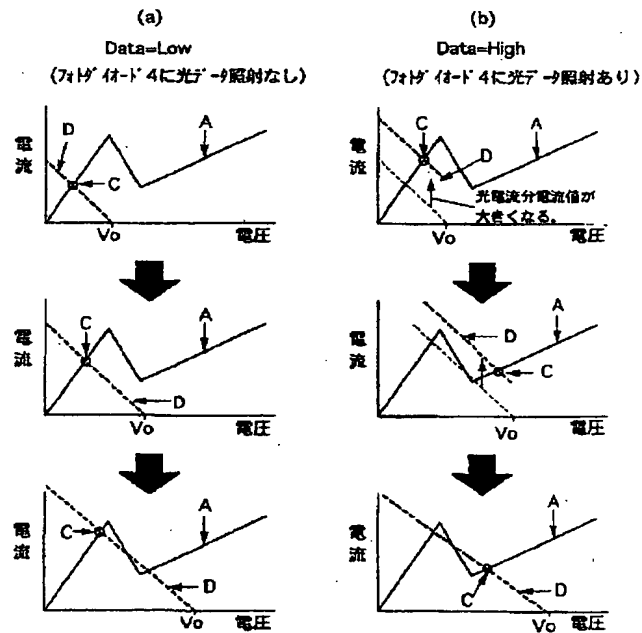 (a)
Data=Low
(フォトダイオード4に光データ照射なし)
電流
D
A
C
Vo
電圧
電流
C
A
D
Vo
電圧
電流
C
A
D
Vo
電圧
(b)
Data=High
(フォトダイオード4に光データ照射あり)
電流
C
A
D
光電流分電流値が
大きくなる。
Vo
電圧
電流
A
D
C
Vo
電圧
電流
A
D
C
Vo
電圧